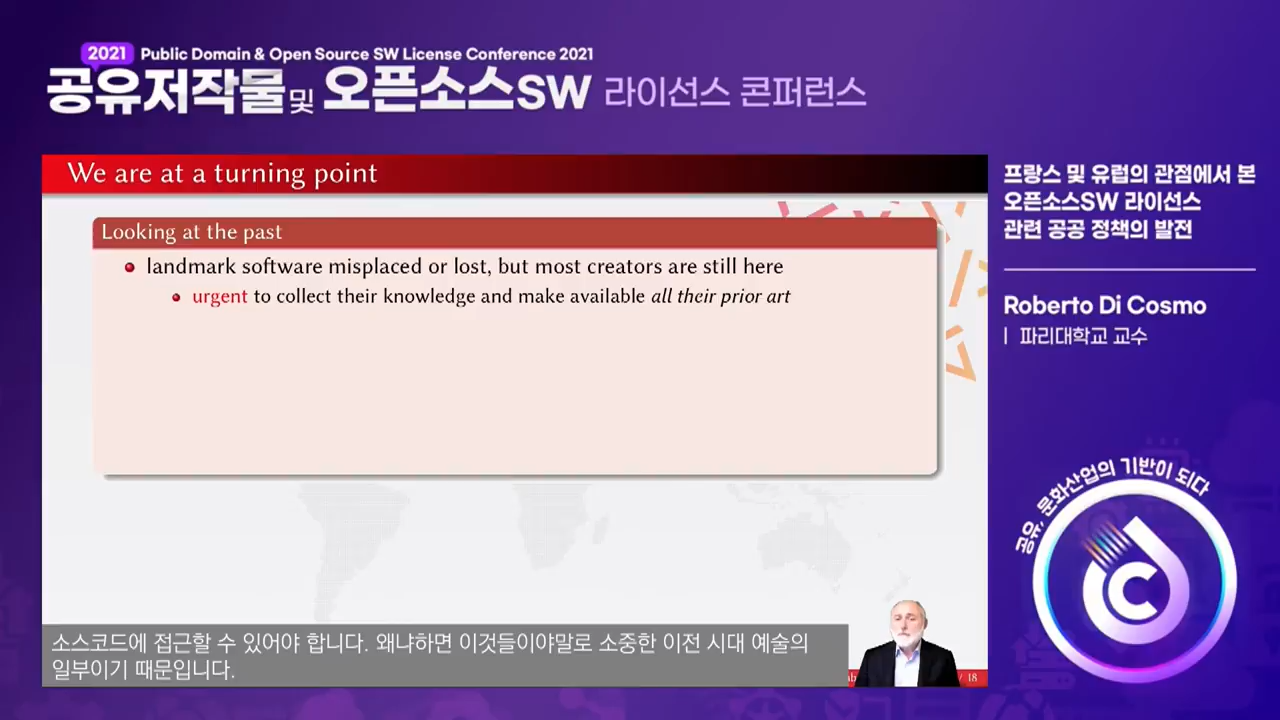 2021 Public Domain & Open Source SW License Conference 2021
공유저작물 및 오픈소스SW 라이선스 콘퍼런스
We are at a turning point
Looking at the past
landmark software misplaced or lost, but most creators are still here
urgent to collect their knowledge and make available all their prior art
프랑스 및 유럽의 관점에서 본
오픈소스SW 라이선스
관련 공공 정책의 발전
Roberto Di Cosmo
| 파리대학교 교수
공유, 문화산업의 기반이 되다
소스코드에 접근할 수 있어야 합니다. 왜냐하면 이것들이야말로 소중한 이전 시대 예술의
일부이기 때문입니다.
/ 18